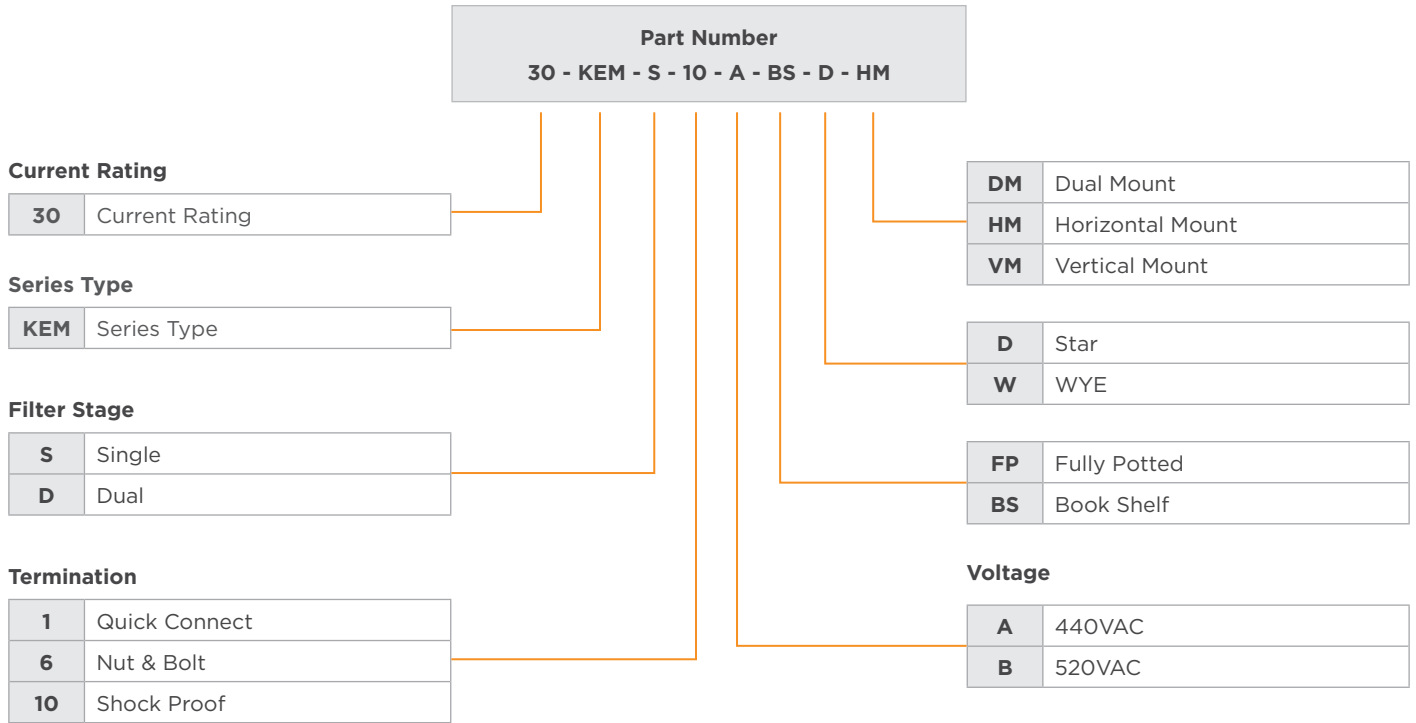 Part Number
30 - KEM - S - 10 - A - BS - D - HM
Current Rating
30 Current Rating
Series Type
KEM Series Type
Filter Stage
S Single
D Dual
Termination
1 Quick Connect
6 Nut & Bolt
10 Shock Proof
DM Dual Mount
HM Horizontal Mount
VM Vertical Mount
D Star
W WYE
FP Fully Potted
BS Book Shelf
Voltage
A 440VAC
B 520VAC